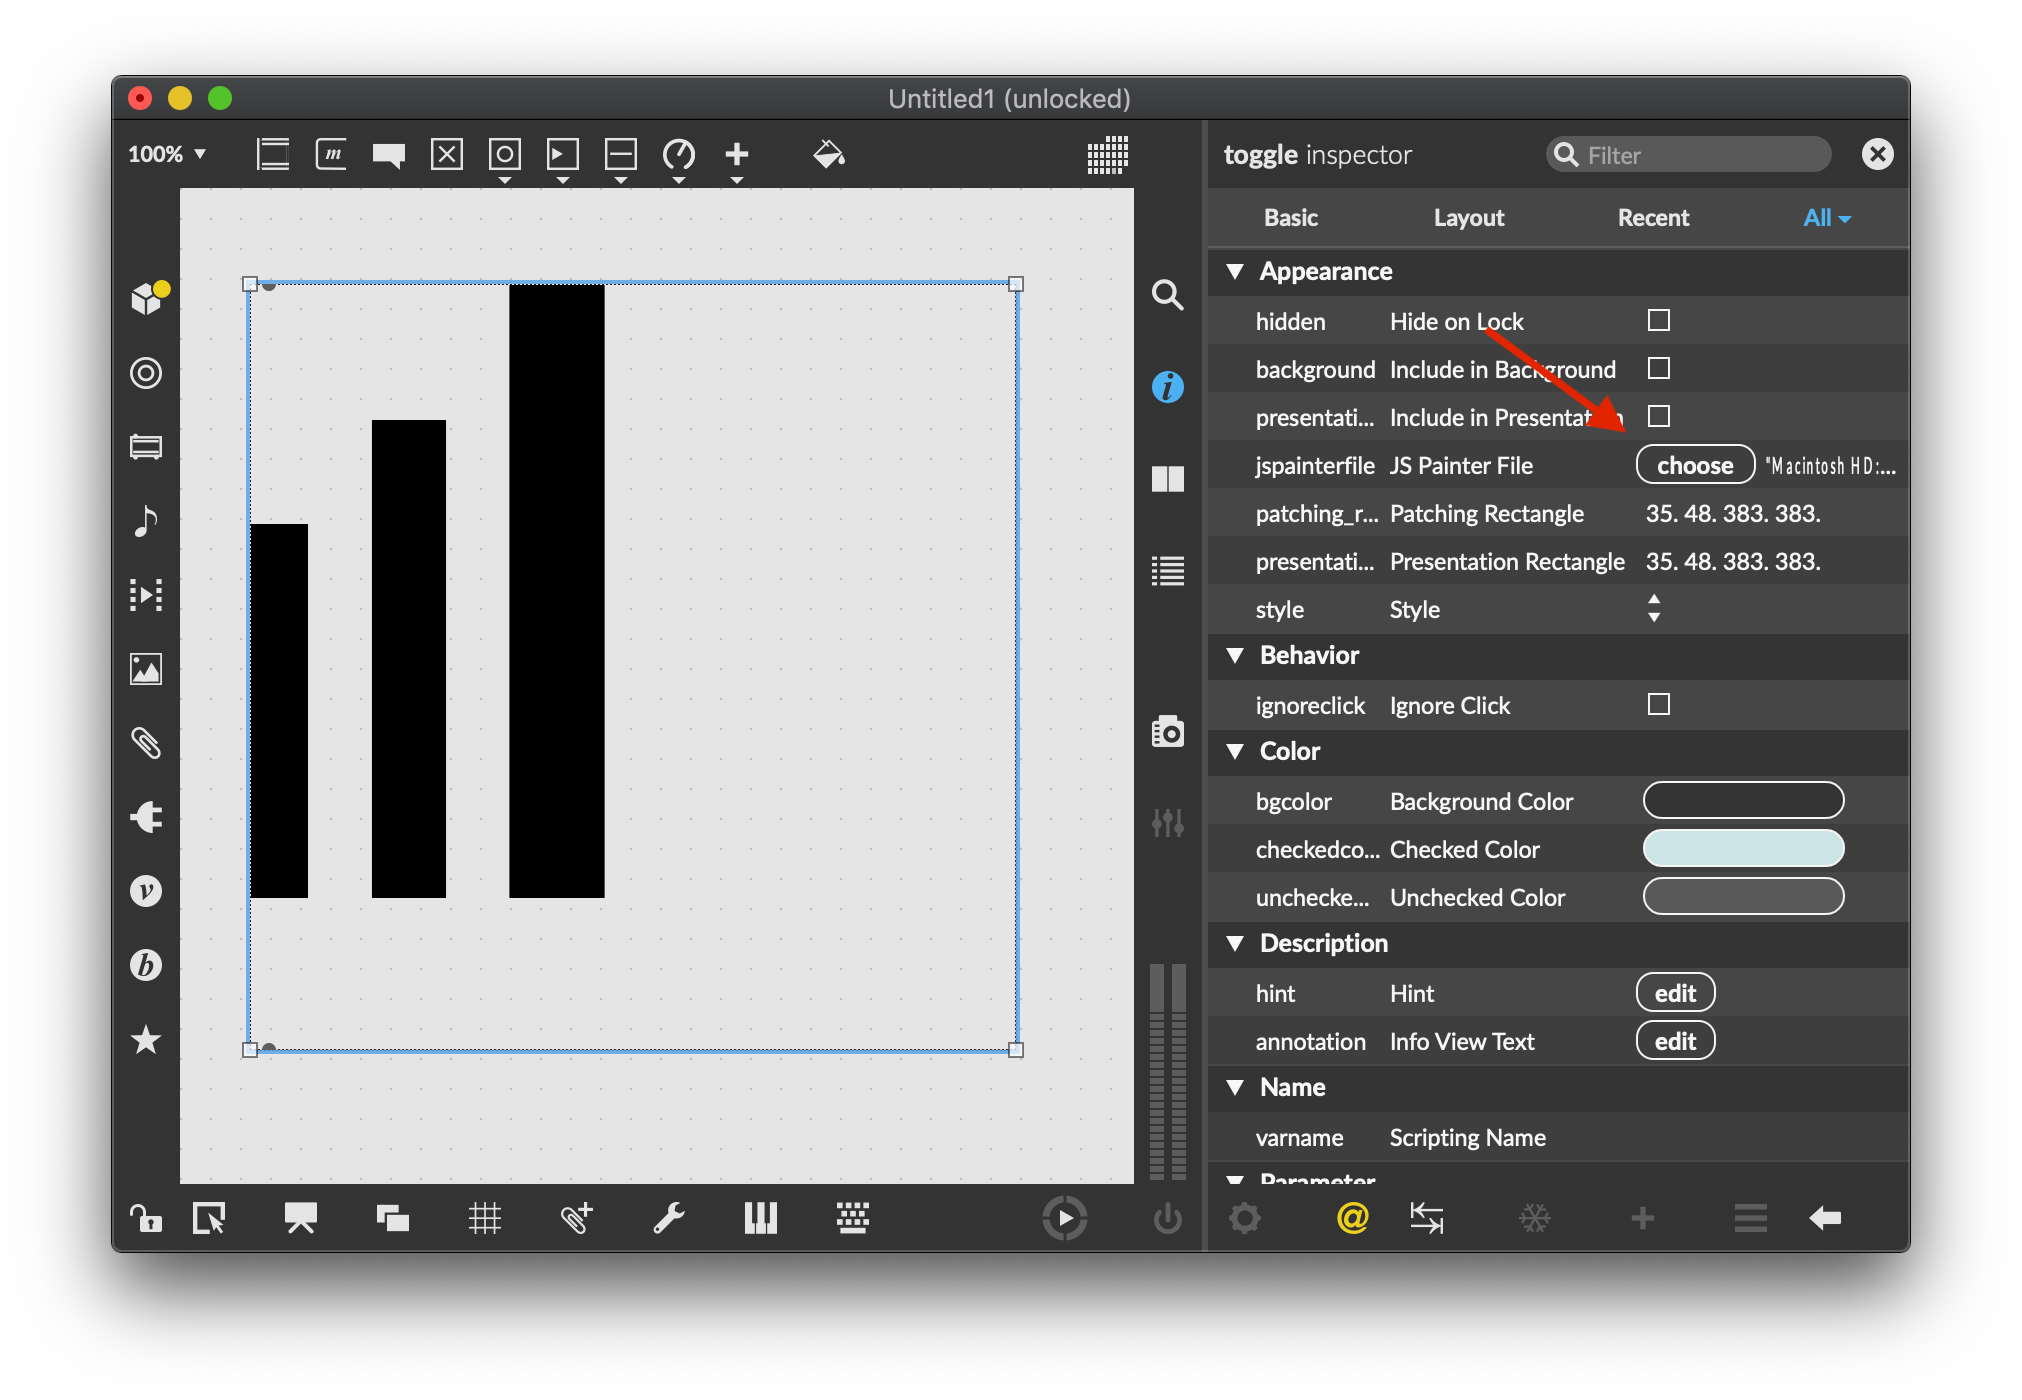 Untitled1 (unlocked)
100%
m
toggle inspector
Filter
Basic Layout Recent All
Appearance
hidden Hide on Lock
background Include in Background
presentati... Include in Presentation
jspainterfile JS Painter File choose "Macintosh HD:...
patching_r... Patching Rectangle 35. 48. 383. 383.
presentati... Presentation Rectangle 35. 48. 383. 383.
style Style
Behavior
ignoreclick Ignore Click
Color
bgcolor Background Color
checkedco... Checked Color
unchecke... Unchecked Color
Description
hint Hint edit
annotation Info View Text edit
Name
varname Scripting Name
Parameter
i
v
b
@